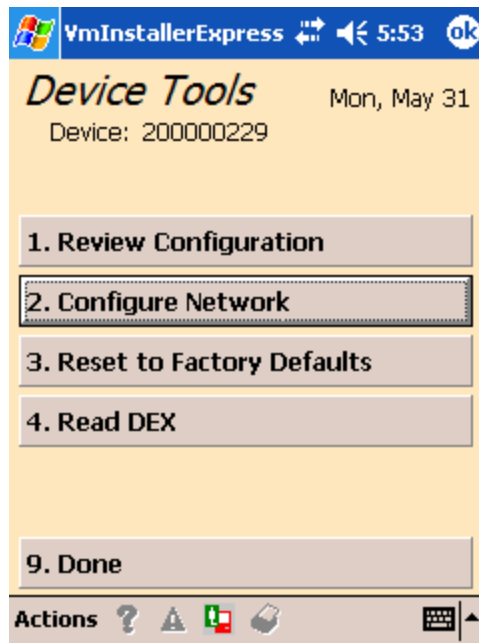 VmInstallerExpress 5:53 ok
Device Tools Mon, May 31
Device: 200000229
1. Review Configuration
2. Configure Network
3. Reset to Factory Defaults
4. Read DEX
9. Done
Actions